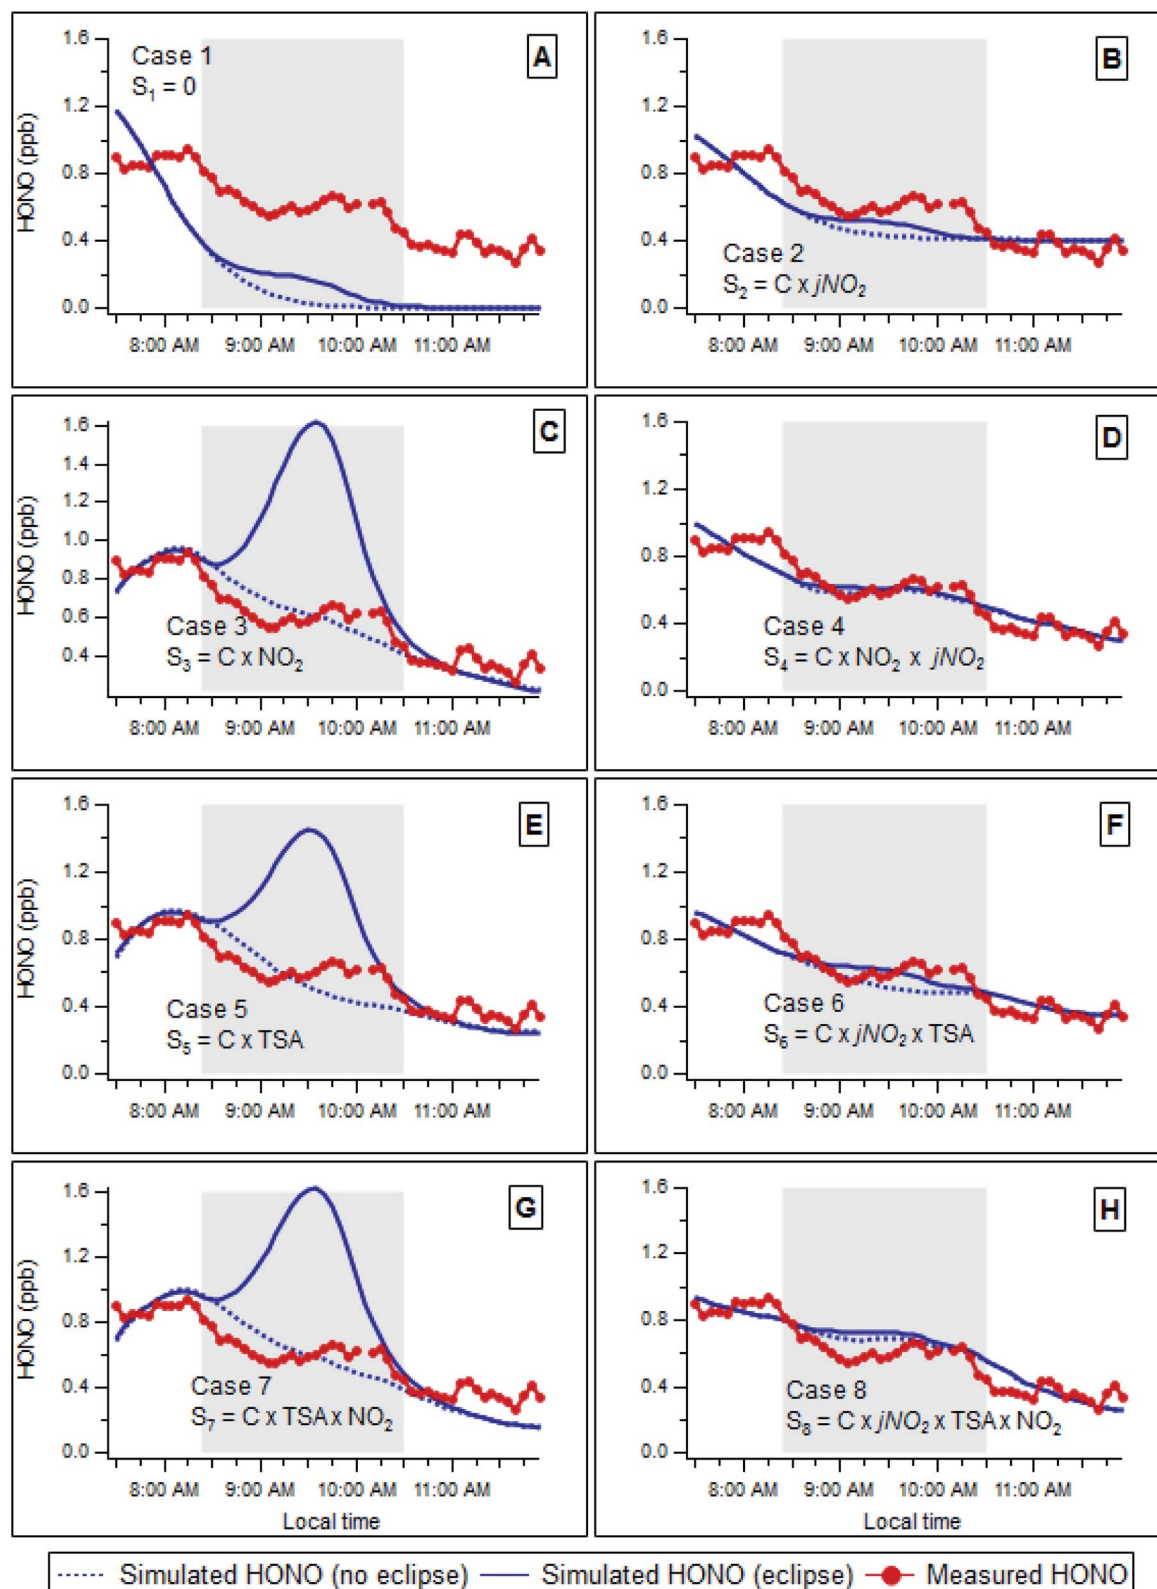 1.6
1.2
0.8
0.4
0.0
HONO (ppb)
Case 1
S₁ = 0
A
8:00 AM 9:00 AM 10:00 AM 11:00 AM
1.6
1.2
0.8
0.4
0.0
HONO (ppb)
Case 2
S₂ = C x jNO₂
B
8:00 AM 9:00 AM 10:00 AM 11:00 AM
1.6
1.4
1.2
1.0
0.8
0.6
0.4
HONO (ppb)
Case 3
S₃ = C x NO₂
C
8:00 AM 9:00 AM 10:00 AM 11:00 AM
1.6
1.2
0.8
0.4
0.0
HONO (ppb)
Case 4
S₄ = C x NO₂ x jNO₂
D
8:00 AM 9:00 AM 10:00 AM 11:00 AM
1.6
1.2
0.8
0.4
0.0
HONO (ppb)
Case 5
S₅ = C x TSA
E
8:00 AM 9:00 AM 10:00 AM 11:00 AM
1.6
1.2
0.8
0.4
0.0
HONO (ppb)
Case 6
S₆ = C x jNO₂ x TSA
F
8:00 AM 9:00 AM 10:00 AM 11:00 AM
1.6
1.2
0.8
0.4
0.0
HONO (ppb)
Case 7
S₇ = C x TSA x NO₂
G
8:00 AM 9:00 AM 10:00 AM 11:00 AM
Local time
1.6
1.2
0.8
0.4
0.0
HONO (ppb)
Case 8
S₈ = C x jNO₂ x TSA x NO₂
H
8:00 AM 9:00 AM 10:00 AM 11:00 AM
Local time
Simulated HONO (no eclipse) Simulated HONO (eclipse) Measured HONO